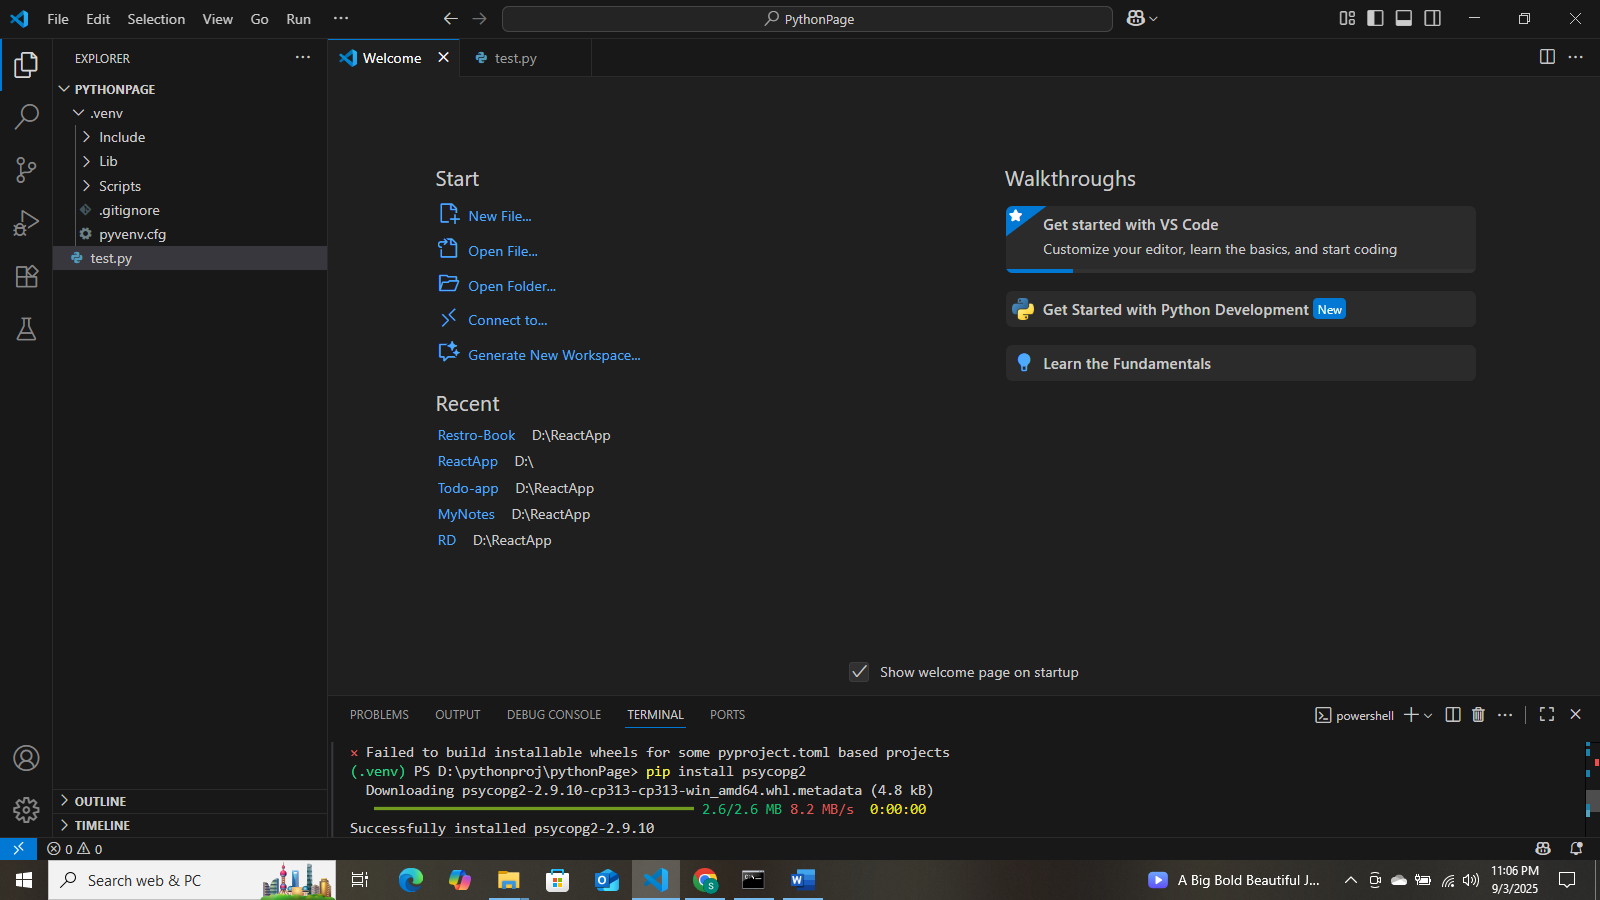 File Edit Selection View Go Run ···
PythonPage
EXPLORER
PYTHONPAGE
.venv
Include
Lib
Scripts
.gitignore
pyvenv.cfg
test.py
OUTLINE
TIMELINE
Welcome
test.py
Start
New File...
Open File...
Open Folder...
Connect to...
Generate New Workspace...
Recent
Restro-Book D:\ReactApp
ReactApp D:\
Todo-app D:\ReactApp
MyNotes D:\ReactApp
RD D:\ReactApp
Walkthroughs
Get started with VS Code
Customize your editor, learn the basics, and start coding
Get Started with Python Development New
Learn the Fundamentals
Show welcome page on startup
PROBLEMS OUTPUT DEBUG CONSOLE TERMINAL PORTS
powershell
× Failed to build installable wheels for some pyproject.toml based projects
(.venv) PS D:\pythonproj\pythonPage> pip install psycopg2
Downloading psycopg2-2.9.10-cp313-cp313-win_amd64.whl.metadata (4.8 kB)
2.6/2.6 MB 8.2 MB/s 0:00:00
Successfully installed psycopg2-2.9.10
0 0
Search web & PC
A Big Bold Beautiful J...
11:06 PM
9/3/2025